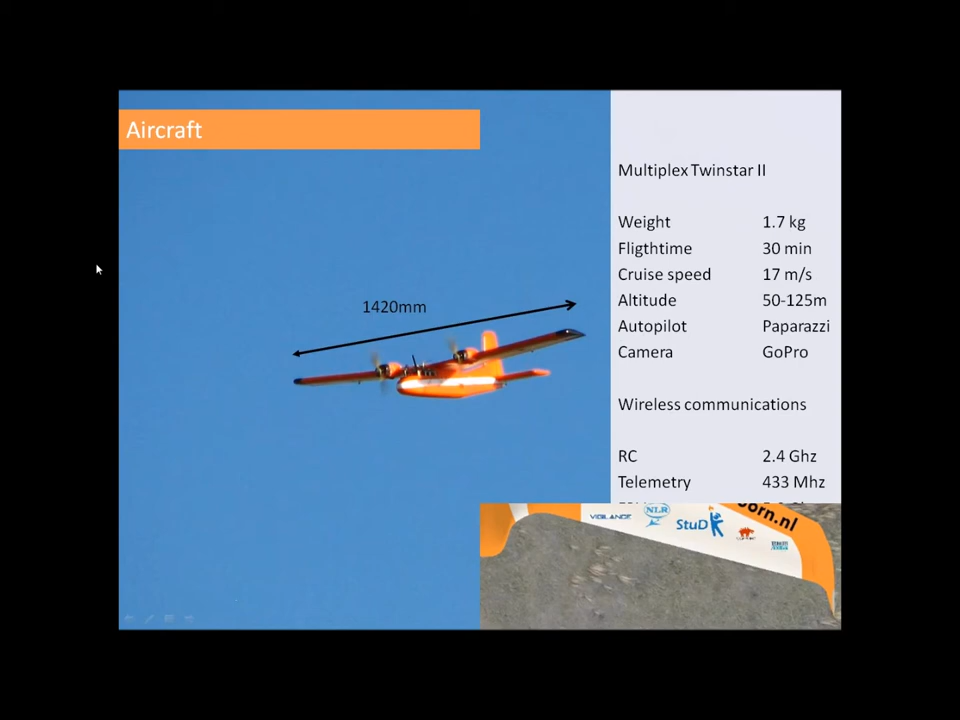 Aircraft
Multiplex Twinstar II
Weight 1.7 kg
Fligthtime 30 min
Cruise speed 17 m/s
1420mm
Altitude 50-125m
Autopilot Paparazzi
Camera GoPro
Wireless communications
RC 2.4 Ghz
Telemetry 433 Mhz
orn.nl
VIGILANCE
NLR
StuD